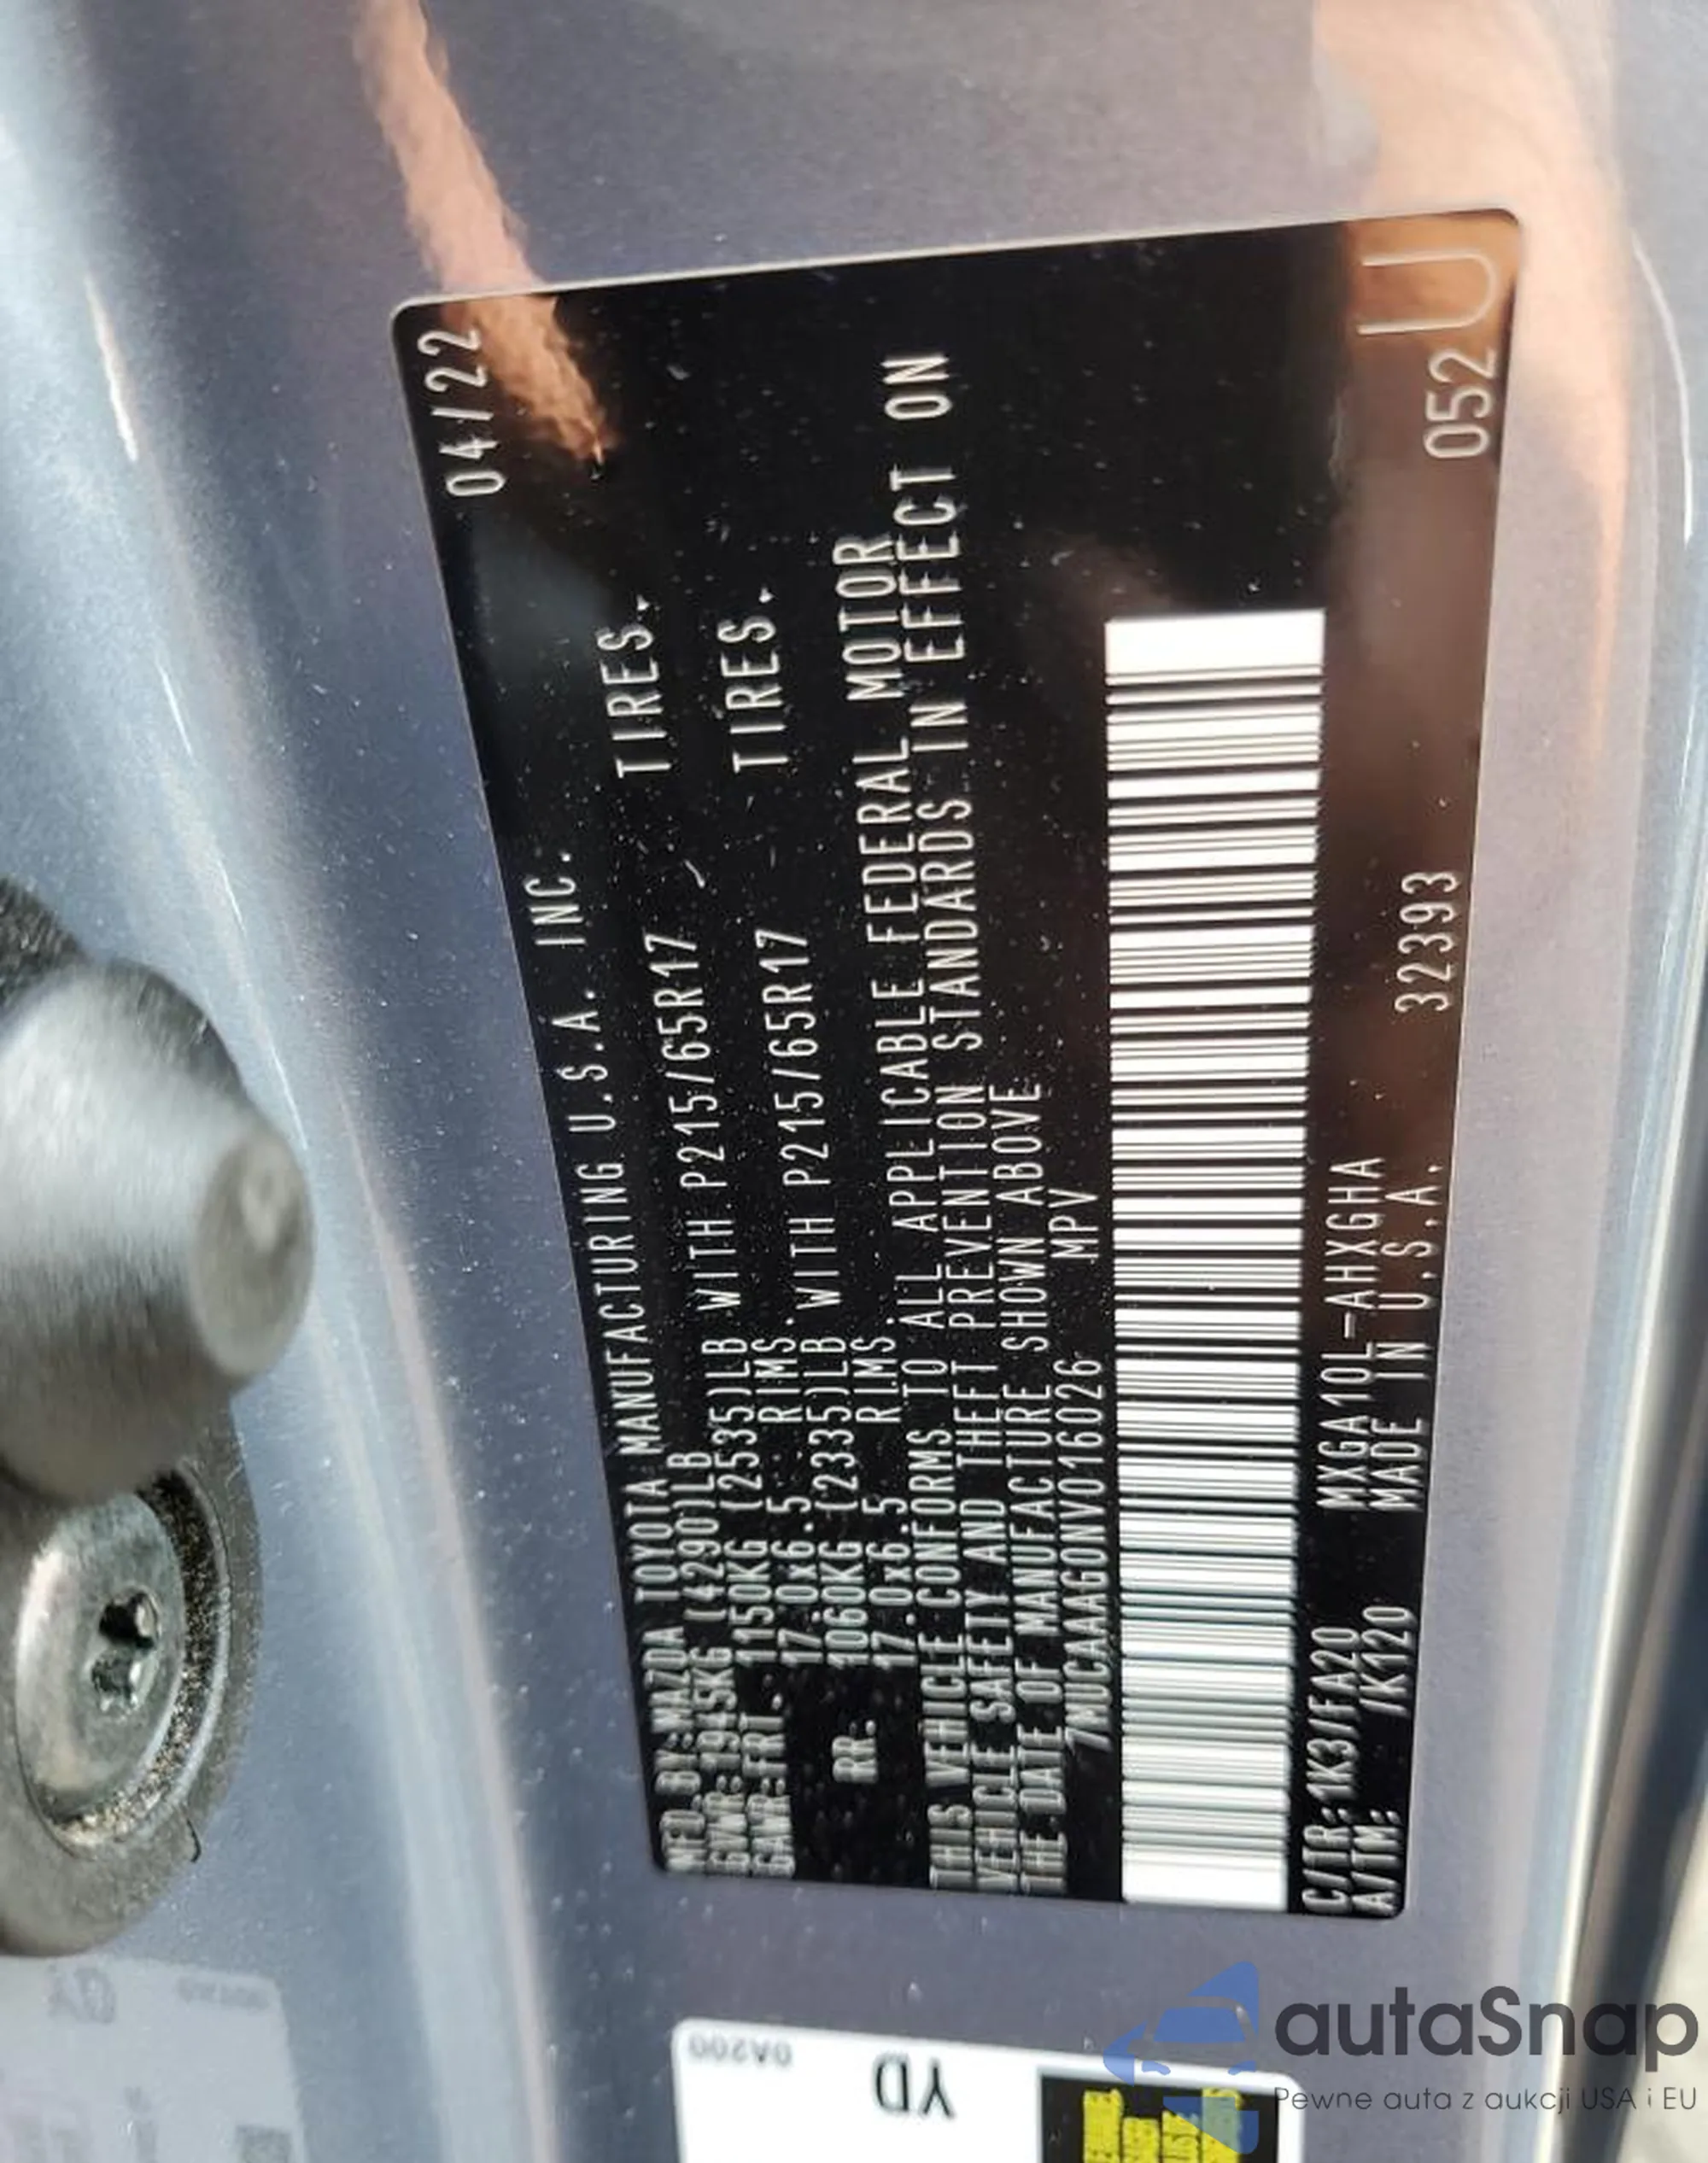 04/22
MFD. BY: MAZDA TOYOTA MANUFACTURING U.S.A. INC.
GVWR: 1945KG (4290)LB
GAWR:FRT. 1150KG (2535)LB WITH P215/65R17 TIRES.
17.0x6.5 RIMS.
RR. 1060KG (2335)LB WITH P215/65R17 TIRES.
17.0x6.5 RIMS.
THIS VEHICLE CONFORMS TO ALL APPLICABLE FEDERAL MOTOR
VEHICLE SAFETY AND THEFT PREVENTION STANDARDS IN EFFECT ON
THE DATE OF MANUFACTURE SHOWN ABOVE
7MUCAAAG0NV016026 MPV
C/TR:1K3/FA20 MXGA10L-AHXGHA
A/TM: /K120 MADE IN U.S.A. 32393 052 U
0A200
YD
autaSnap
Pewne auta z aukcji USA i EU